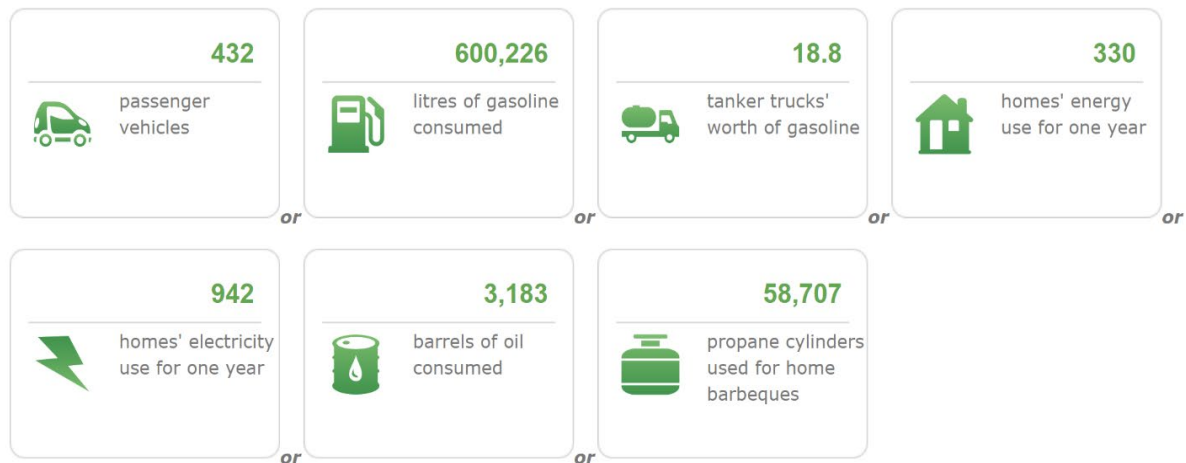 432
passenger
vehicles
or
600,226
litres of gasoline
consumed
or
18.8
tanker trucks'
worth of gasoline
or
330
homes' energy
use for one year
or
942
homes' electricity
use for one year
or
3,183
barrels of oil
consumed
or
58,707
propane cylinders
used for home
barbeques